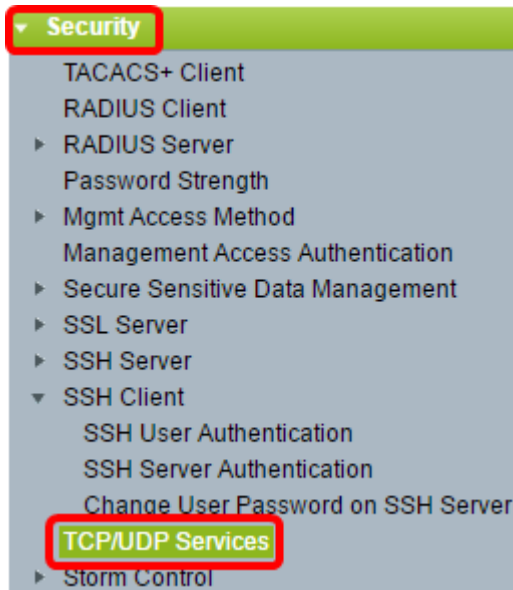 Security
TACACS+ Client
RADIUS Client
RADIUS Server
Password Strength
Mgmt Access Method
Management Access Authentication
Secure Sensitive Data Management
SSL Server
SSH Server
SSH Client
SSH User Authentication
SSH Server Authentication
Change User Password on SSH Server
TCP/UDP Services
Storm Control